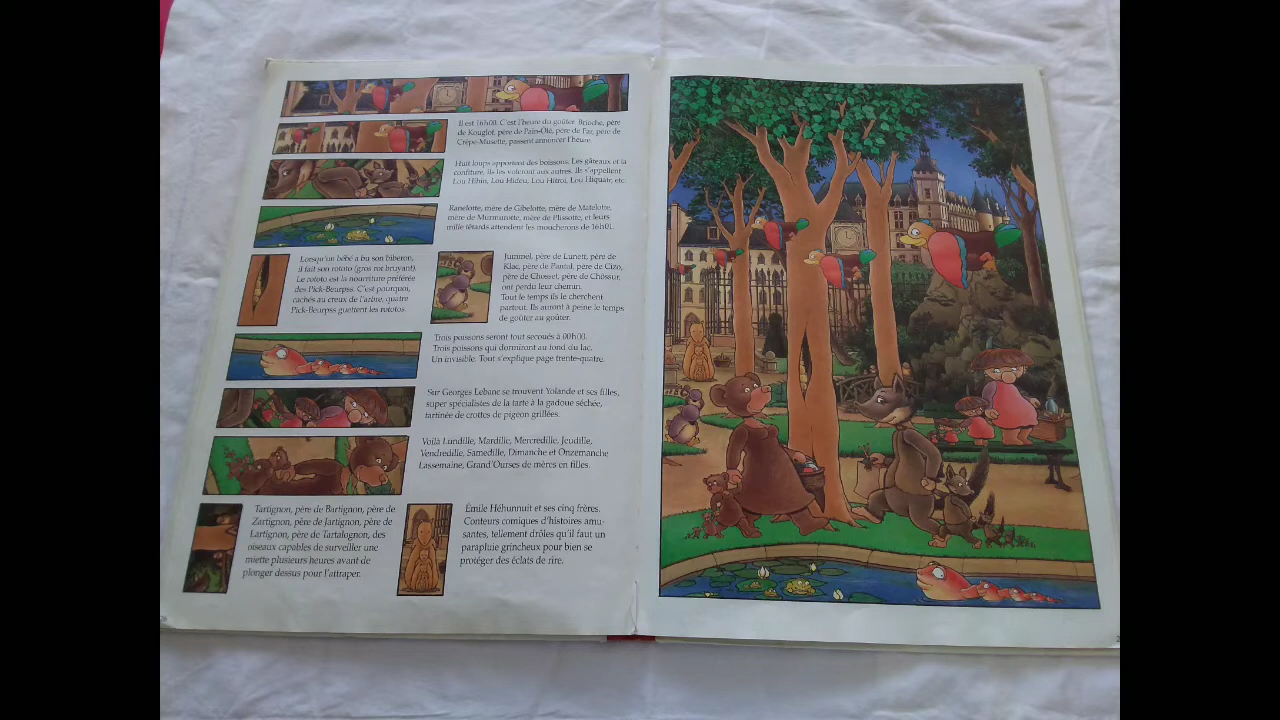 Il est 16h00. C'est l'heure du goûter. Brioche, père
de Kouglof, père de Pain-Olé, père de Far, père de
Crêpe-Musette, passent annoncer l'heure.
Huit loups apportent des boissons. Les gâteaux et la
confiture, ils les voleront aux autres. Ils s'appellent
Lou Hibin, Lou Hideu, Lou Hitroi, Lou Hiquatr, etc.
Ranelotte, mère de Gibelotte, mère de Matelotte,
mère de Murmurotte, mère de Plissotte, et leurs
mille têtards attendent les moucherons de 16h01.
Lorsqu'un bébé a bu son biberon,
il fait son rototo (gros rot bruyant).
Le rototo est la nourriture préférée
des Pick-Beurpss. C'est pourquoi,
cachés au creux de l'arbre, quatre
Pick-Beurpss guettent les rototos.
Jummel, père de Lunett, père de
Klac, père de Pantal, père de Cizo,
père de Chosset, père de Chôssur,
ont perdu leur chemin.
Tout le temps ils le cherchent
partout. Ils auront à peine le temps
de goûter au goûter.
Trois poissons seront tout secoués à 00h00.
Trois poissons qui dormiront au fond du lac.
Un invisible. Tout s'explique page trente-quatre.
Sur Georges Lebanc se trouvent Yolande et ses filles,
super spécialistes de la tarte à la gadoue séchée,
tartinée de crottes de pigeon grillées.
Voilà Lundille, Mardille, Mercredille, Jeudille,
Vendredille, Samedille, Dimanche et Onzemanche
Lassemaine, Grand'Ourses de mères en filles.
Tartignon, père de Bartignon, père de
Zartignon, père de Jartignon, père de
Lartignon, père de Tartalognon, des
oiseaux capables de surveiller une
miette plusieurs heures avant de
plonger dessus pour l'attraper.
Émile Héhunnuit et ses cinq frères.
Conteurs comiques d'histoires amu-
santes, tellement drôles qu'il faut un
parapluie grincheux pour bien se
protéger des éclats de rire.